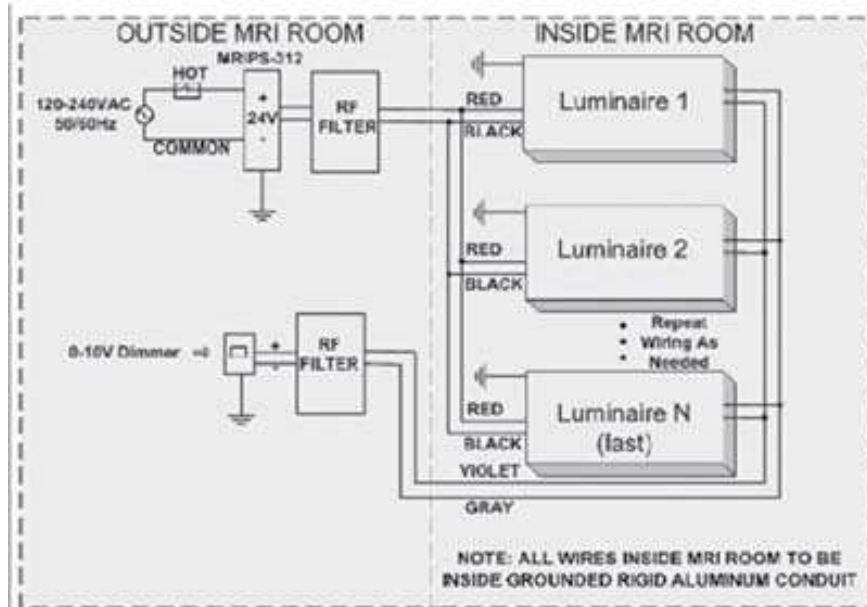 OUTSIDE MRI ROOM
INSIDE MRI ROOM
MRIPS-312
HOT
120-240VAC
50/60Hz
+
24V
-
COMMON
RF
FILTER
RED
BLACK
Luminaire 1
RED
BLACK
Luminaire 2
• Repeat
• Wiring As
• Needed
0-10V Dimmer ⇨
+
-
RF
FILTER
RED
BLACK
Luminaire N
(last)
VIOLET
GRAY
NOTE: ALL WIRES INSIDE MRI ROOM TO BE
INSIDE GROUNDED RIGID ALUMINUM CONDUIT